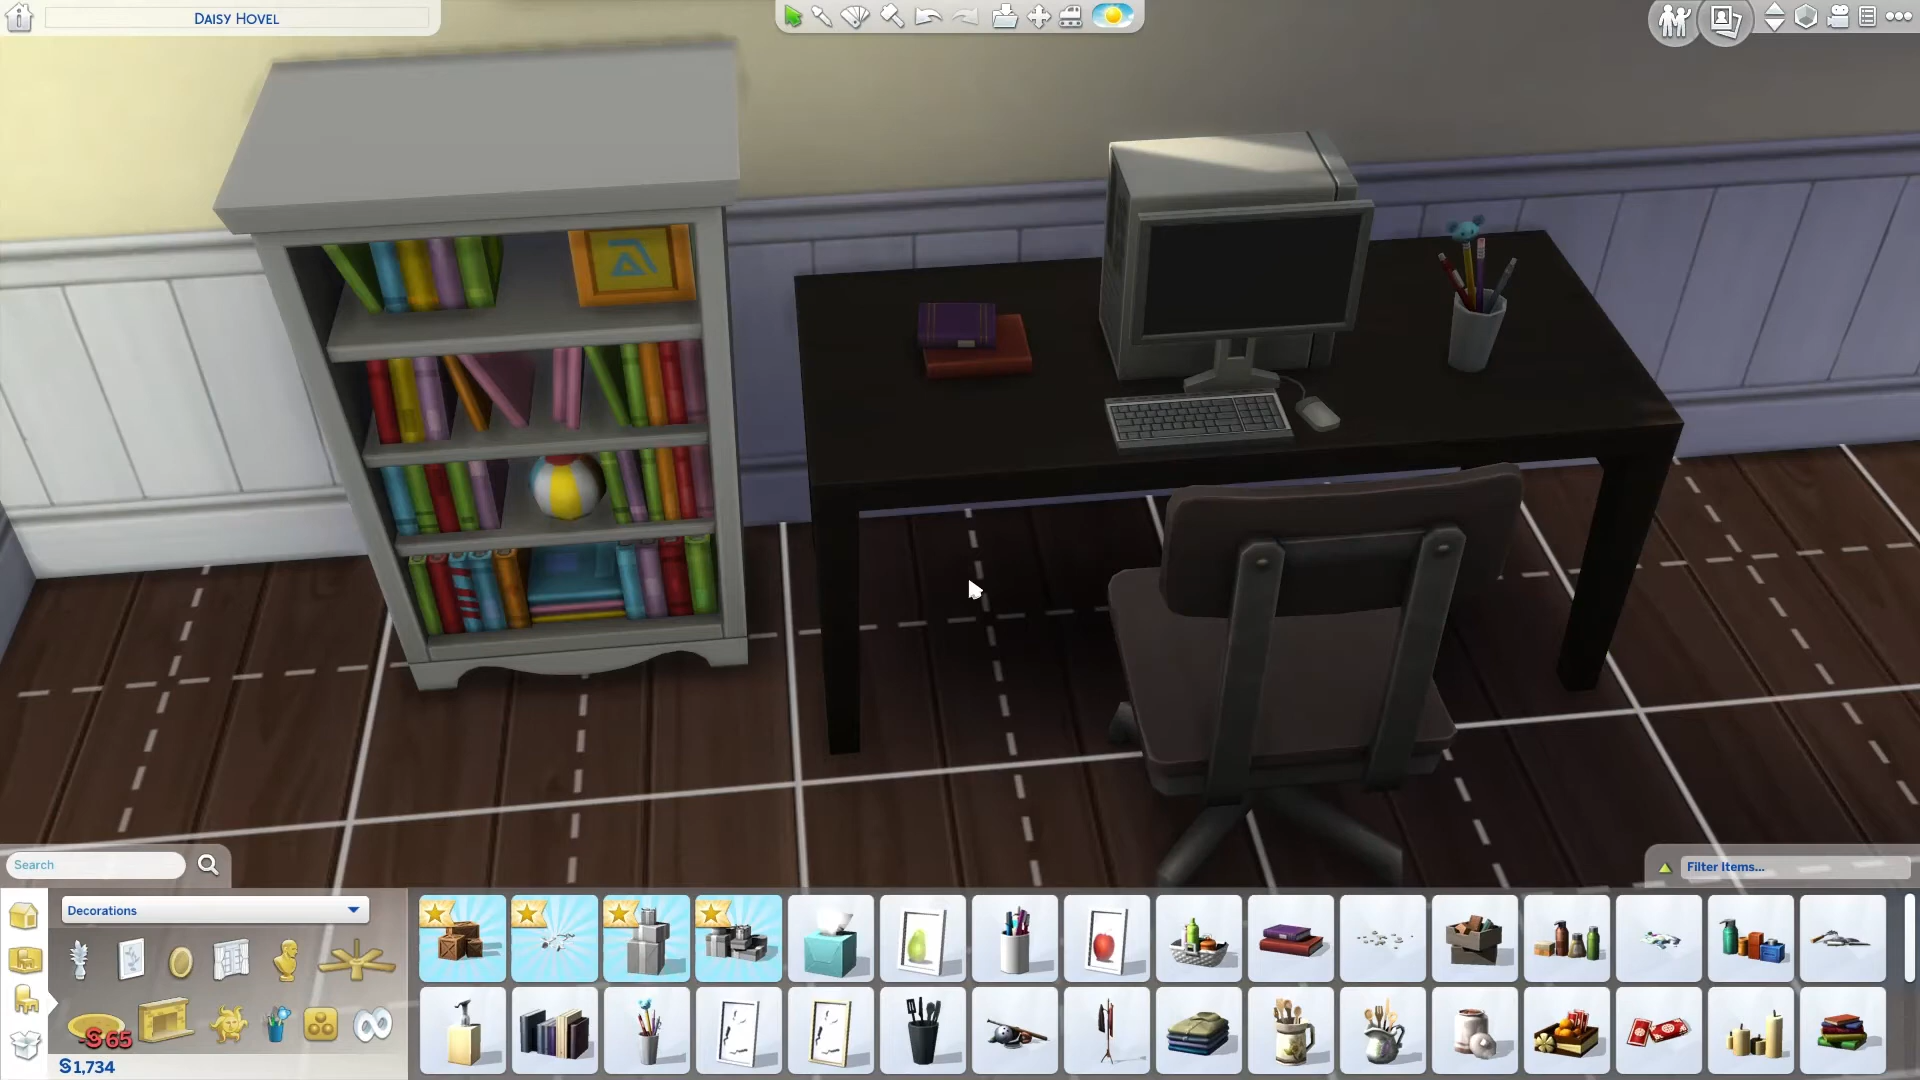 DAISY HOVEL
Search
Filter Items...
Decorations
-§65
§1,734